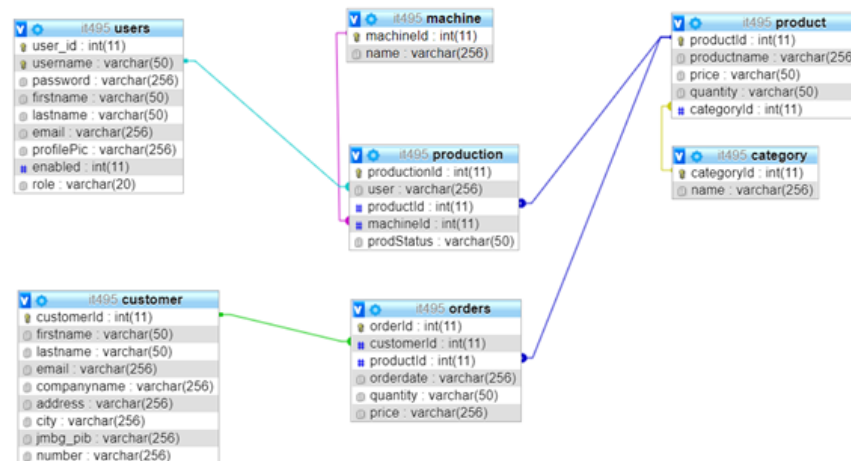 it495 users
user_id : int(11)
username : varchar(50)
password : varchar(256)
firstname : varchar(50)
lastname : varchar(50)
email : varchar(256)
profilePic : varchar(256)
enabled : int(11)
role : varchar(20)
it495 machine
machineId : int(11)
name : varchar(256)
it495 product
productId : int(11)
productname : varchar(256
price : varchar(50)
quantity : varchar(50)
categoryId : int(11)
it495 production
productionId : int(11)
user : varchar(256)
productId : int(11)
machineId : int(11)
prodStatus : varchar(50)
it495 category
categoryId : int(11)
name : varchar(256)
it495 customer
customerId : int(11)
firstname : varchar(50)
lastname : varchar(50)
email : varchar(256)
companyname : varchar(256)
address : varchar(256)
city : varchar(256)
jmbg_pib : varchar(256)
number : varchar(256)
it495 orders
orderId : int(11)
customerId : int(11)
productId : int(11)
orderdate : varchar(256)
quantity : varchar(50)
price : varchar(256)